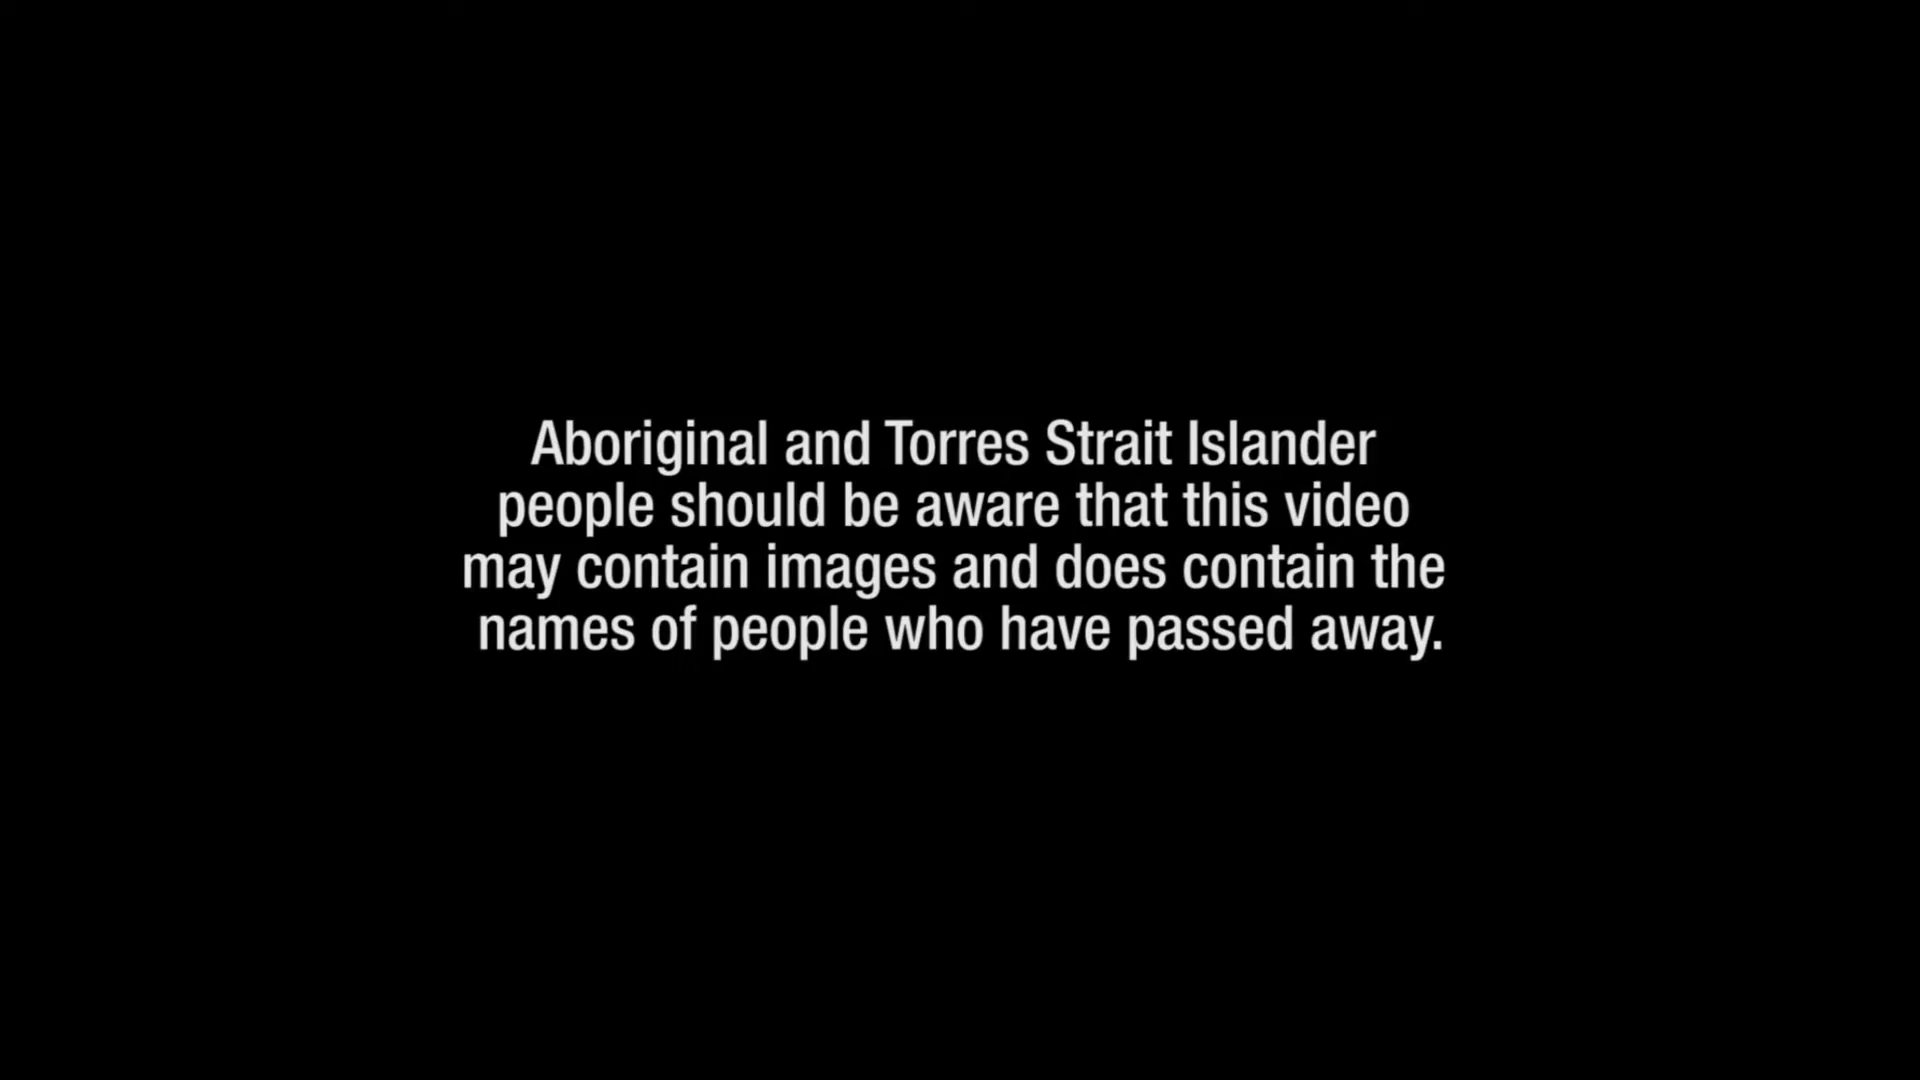 Aboriginal and Torres Strait Islander
people should be aware that this video
may contain images and does contain the
names of people who have passed away.